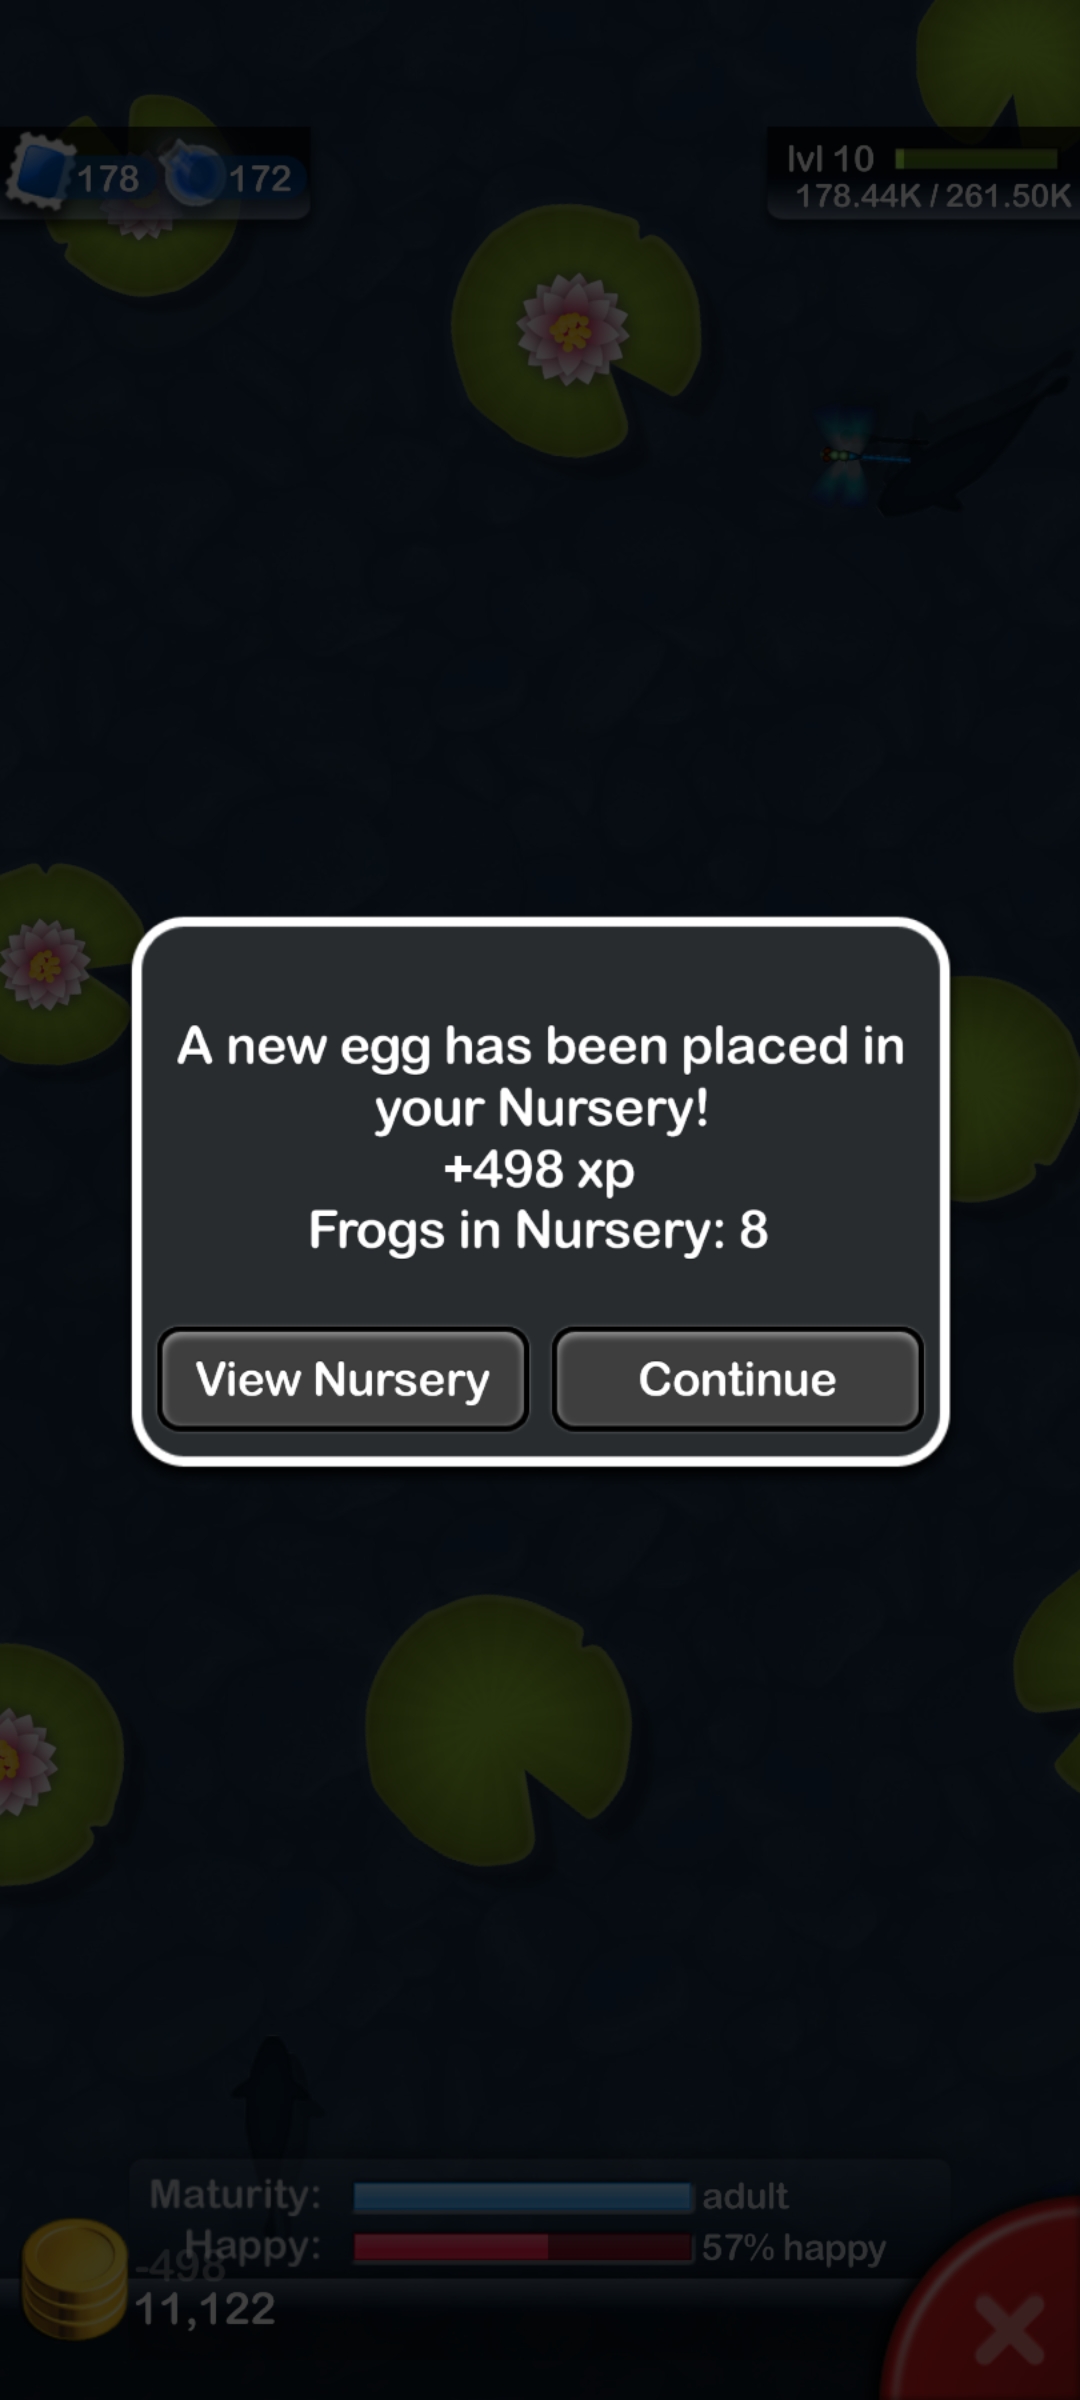 178 172
lvl 10
178.44K / 261.50K
A new egg has been placed in
your Nursery!
+498 xp
Frogs in Nursery: 8
View Nursery Continue
Maturity: adult
Happy: 57% happy
-498
11,122